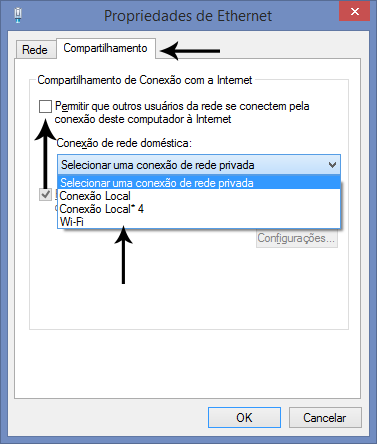 Propriedades de Ethernet
Rede
Compartilhamento
Compartilhamento de Conexão com a Internet
Permitir que outros usuários da rede se conectem pela
conexão deste computador à Internet
Conexão de rede doméstica:
Selecionar uma conexão de rede privada
Selecionar uma conexão de rede privada
Conexão Local
Conexão Local* 4
Wi-Fi
Configurações...
OK
Cancelar